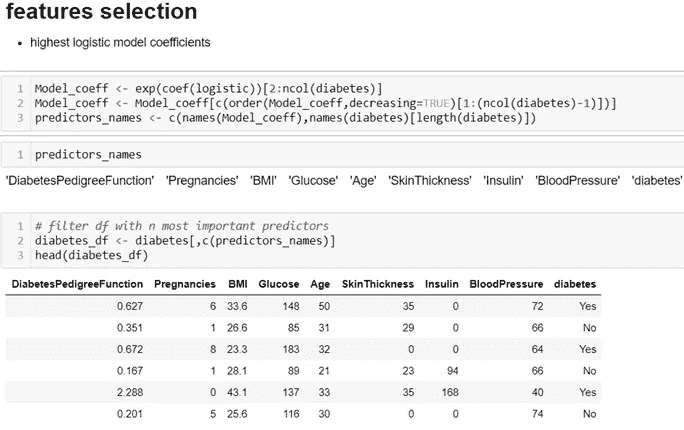 features selection
• highest logistic model coefficients
1 Model_coeff <- exp(coef(logistic))[2:ncol(diabetes)]
2 Model_coeff <- Model_coeff[c(order(Model_coeff,decreasing=TRUE)[1:(ncol(diabetes)-1)])]
3 predictors_names <- c(names(Model_coeff),names(diabetes)[length(diabetes)])
1 predictors_names
'DiabetesPedigreeFunction' 'Pregnancies' 'BMI' 'Glucose' 'Age' 'SkinThickness' 'Insulin' 'BloodPressure' 'diabetes'
1 # filter df with n most important predictors
2 diabetes_df <- diabetes[,c(predictors_names)]
3 head(diabetes_df)
DiabetesPedigreeFunction Pregnancies BMI Glucose Age SkinThickness Insulin BloodPressure diabetes
0.627 6 33.6 148 50 35 0 72 Yes
0.351 1 26.6 85 31 29 0 66 No
0.672 8 23.3 183 32 0 0 64 Yes
0.167 1 28.1 89 21 23 94 66 No
2.288 0 43.1 137 33 35 168 40 Yes
0.201 5 25.6 116 30 0 0 74 No